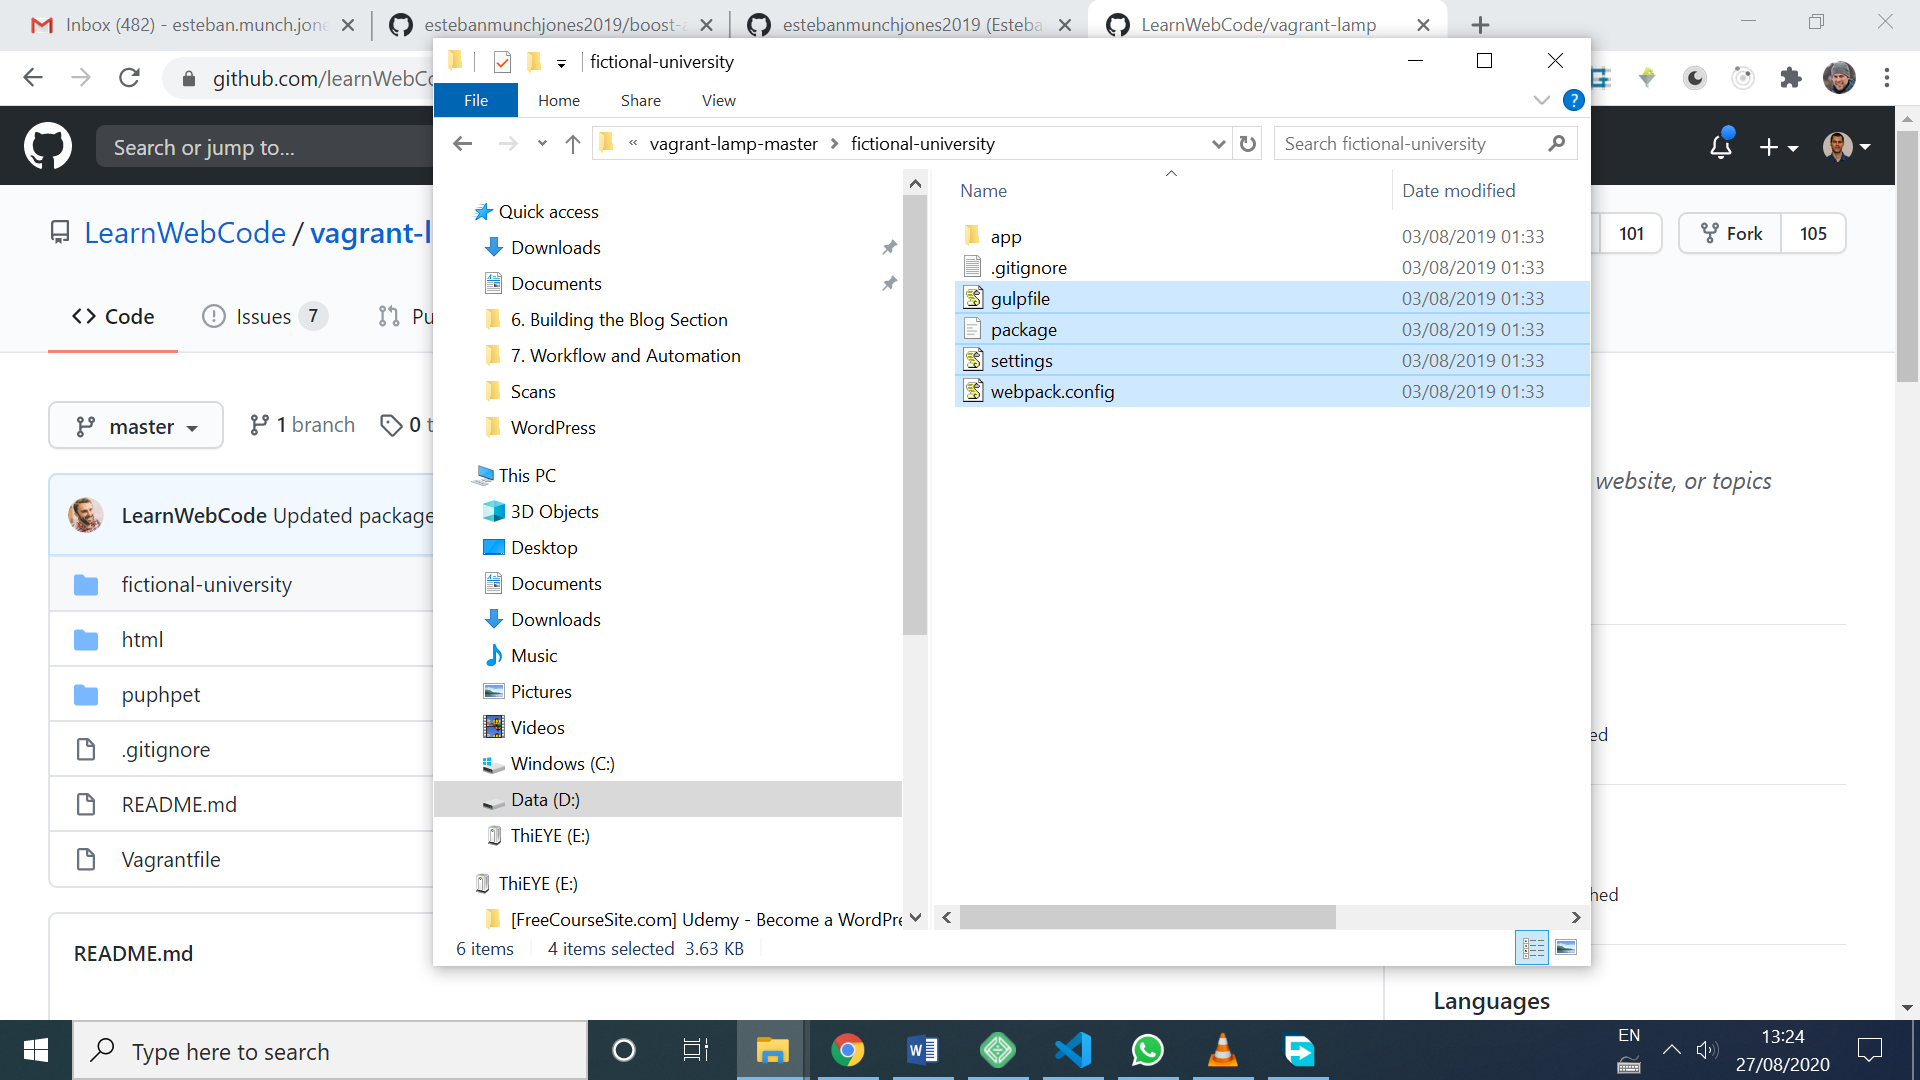 Inbox (482) - esteban.munch.jone
estebanmunchjones2019/boost-a
estebanmunchjones2019 (Esteba
LearnWebCode/vagrant-lamp
github.com/learnWebCo
fictional-university
File Home Share View
« vagrant-lamp-master > fictional-university
Search fictional-university
Search or jump to...
LearnWebCode / vagrant-l
101
Fork 105
Code
Issues 7
Pu
master
1 branch
0 t
LearnWebCode Updated package
fictional-university
html
puphpet
.gitignore
README.md
Vagrantfile
README.md
Quick access
Downloads
Documents
6. Building the Blog Section
7. Workflow and Automation
Scans
WordPress
This PC
3D Objects
Desktop
Documents
Downloads
Music
Pictures
Videos
Windows (C:)
Data (D:)
ThiEYE (E:)
ThiEYE (E:)
[FreeCourseSite.com] Udemy - Become a WordPre
Name Date modified
app 03/08/2019 01:33
.gitignore 03/08/2019 01:33
gulpfile 03/08/2019 01:33
package 03/08/2019 01:33
settings 03/08/2019 01:33
webpack.config 03/08/2019 01:33
6 items 4 items selected 3.63 KB
website, or topics
ed
hed
Languages
Type here to search
EN
13:24
27/08/2020